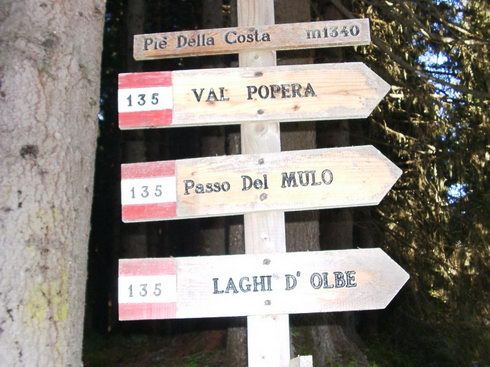 Piè Della Costa m1340
135 VAL POPERA
135 Passo Del MULO
135 LAGHI D' OLBE